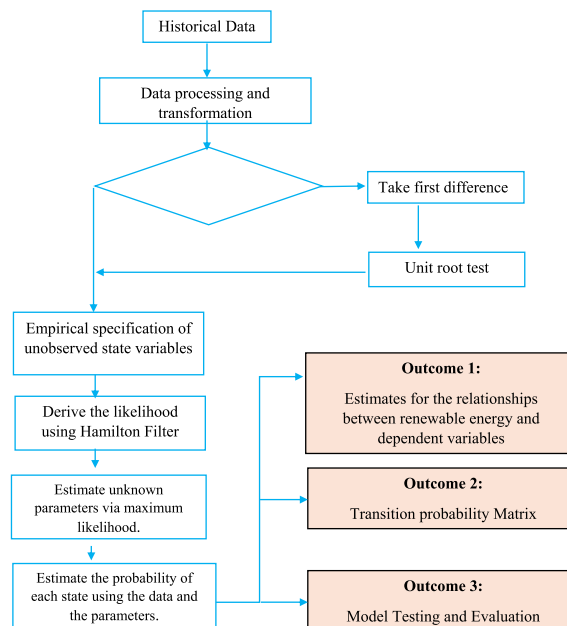 Historical Data
Data processing and
transformation
Take first difference
Unit root test
Empirical specification of
unobserved state variables
Derive the likelihood
using Hamilton Filter
Estimate unknown
parameters via maximum
likelihood.
Estimate the probability of
each state using the data and
the parameters.
Outcome 1:
Estimates for the relationships
between renewable energy and
dependent variables
Outcome 2:
Transition probability Matrix
Outcome 3:
Model Testing and Evaluation